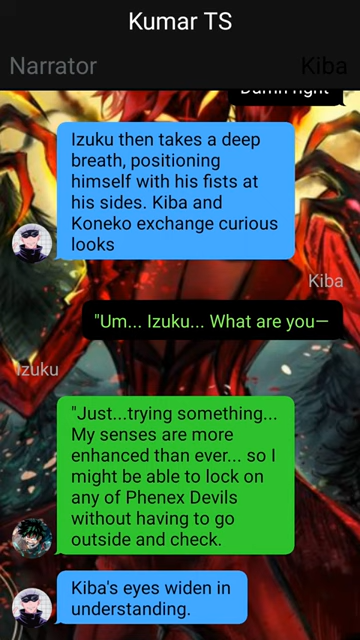 Kumar TS
Narrator
Kiba
Damn right
Izuku then takes a deep
breath, positioning
himself with his fists at
his sides. Kiba and
Koneko exchange curious
looks
Kiba
"Um... Izuku... What are you—
Izuku
"Just...trying something...
My senses are more
enhanced than ever... so I
might be able to lock on
any of Phenex Devils
without having to go
outside and check.
Kiba's eyes widen in
understanding.